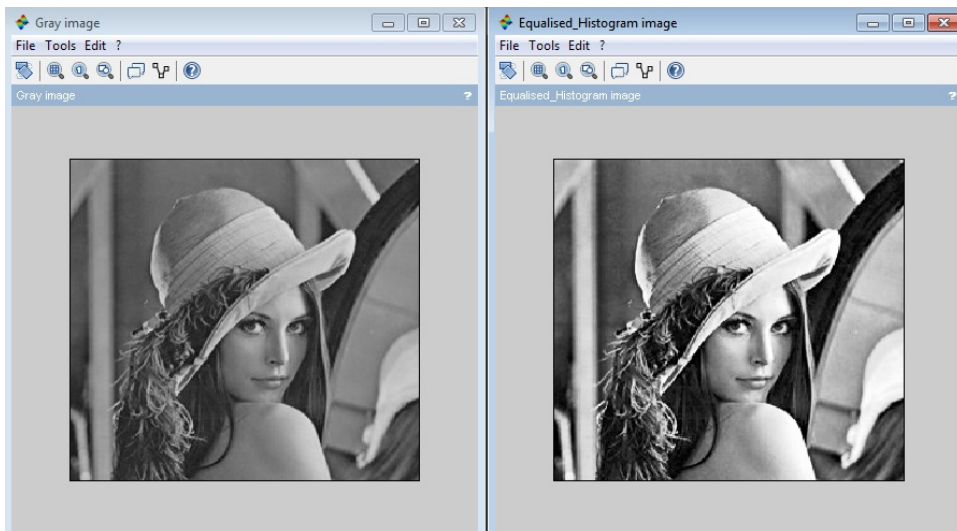 Gray image
File Tools Edit ?
Gray image ?
Equalised_Histogram image
File Tools Edit ?
Equalised_Histogram image ?